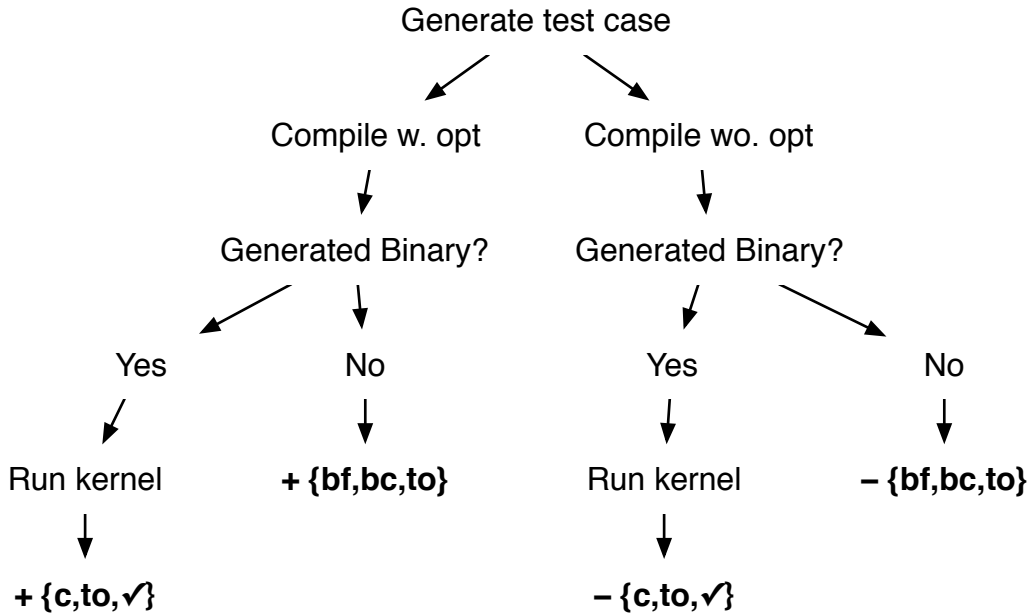 Generate test case
Compile w. opt
Compile wo. opt
Generated Binary?
Generated Binary?
Yes
No
Yes
No
Run kernel
+ {bf,bc,to}
Run kernel
– {bf,bc,to}
+ {c,to,✓}
– {c,to,✓}